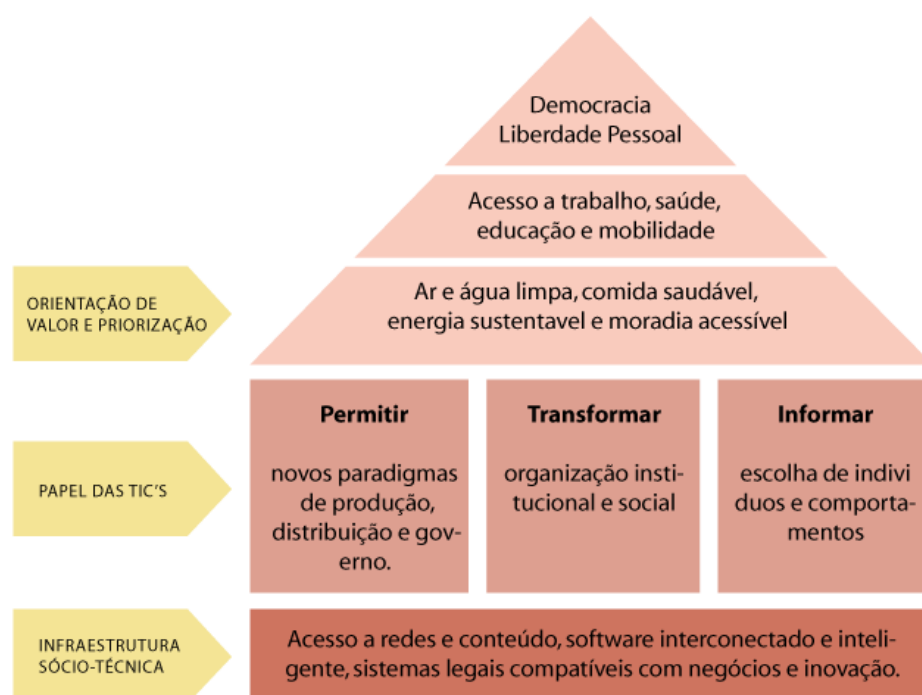 Democracia
Liberdade Pessoal
Acesso a trabalho, saúde,
educação e mobilidade
ORIENTAÇÃO DE
VALOR E PRIORIZAÇÃO
Ar e água limpa, comida saudável,
energia sustentavel e moradia acessível
PAPEL DAS TIC'S
Permitir
novos paradigmas
de produção,
distribuição e gov-
erno.
Transformar
organização insti-
tucional e social
Informar
escolha de indivi
duos e comporta-
mentos
INFRAESTRUTURA
SÓCIO-TÉCNICA
Acesso a redes e conteúdo, software interconectado e inteli-
gente, sistemas legais compatíveis com negócios e inovação.